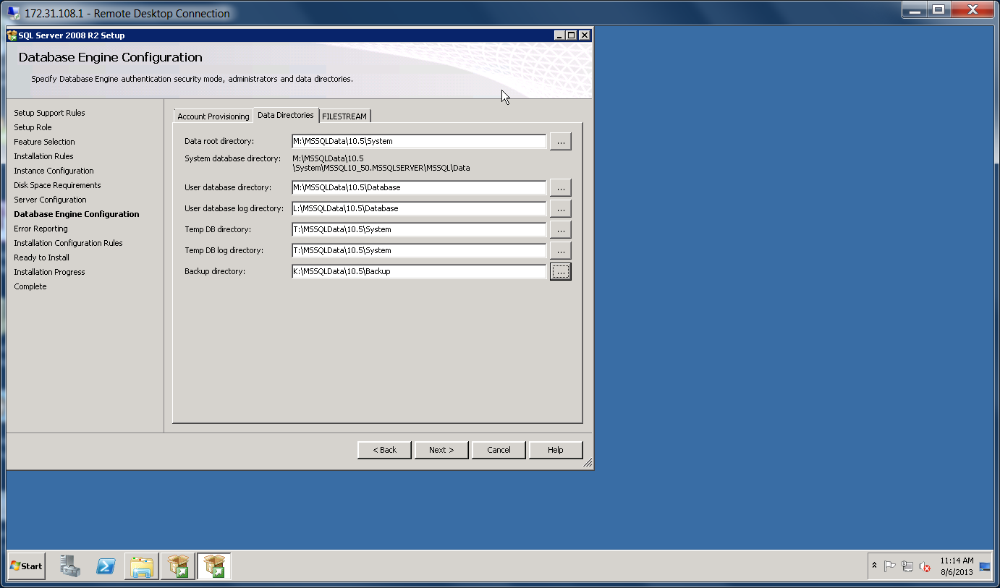 172.31.108.1 - Remote Desktop Connection
SQL Server 2008 R2 Setup
Database Engine Configuration
Specify Database Engine authentication security mode, administrators and data directories.
Setup Support Rules
Setup Role
Feature Selection
Installation Rules
Instance Configuration
Disk Space Requirements
Server Configuration
Database Engine Configuration
Error Reporting
Installation Configuration Rules
Ready to Install
Installation Progress
Complete
Account Provisioning Data Directories FILESTREAM
Data root directory: M:\MSSQLData\10.5\System ...
System database directory: M:\MSSQLData\10.5
\System\MSSQL10_50.MSSQLSERVER\MSSQL\Data
User database directory: M:\MSSQLData\10.5\Database ...
User database log directory: L:\MSSQLData\10.5\Database ...
Temp DB directory: T:\MSSQLData\10.5\System ...
Temp DB log directory: T:\MSSQLData\10.5\System ...
Backup directory: K:\MSSQLData\10.5\Backup ...
< Back Next > Cancel Help
Start
11:14 AM
8/6/2013